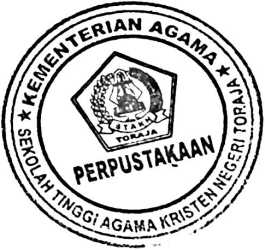 ★ KEMENTERIAN AGAMA ★
STAKN
TORAJA
PERPUSTAKAAN
SEKOLAH TINGGI AGAMA KRISTEN NEGERI TORAJA